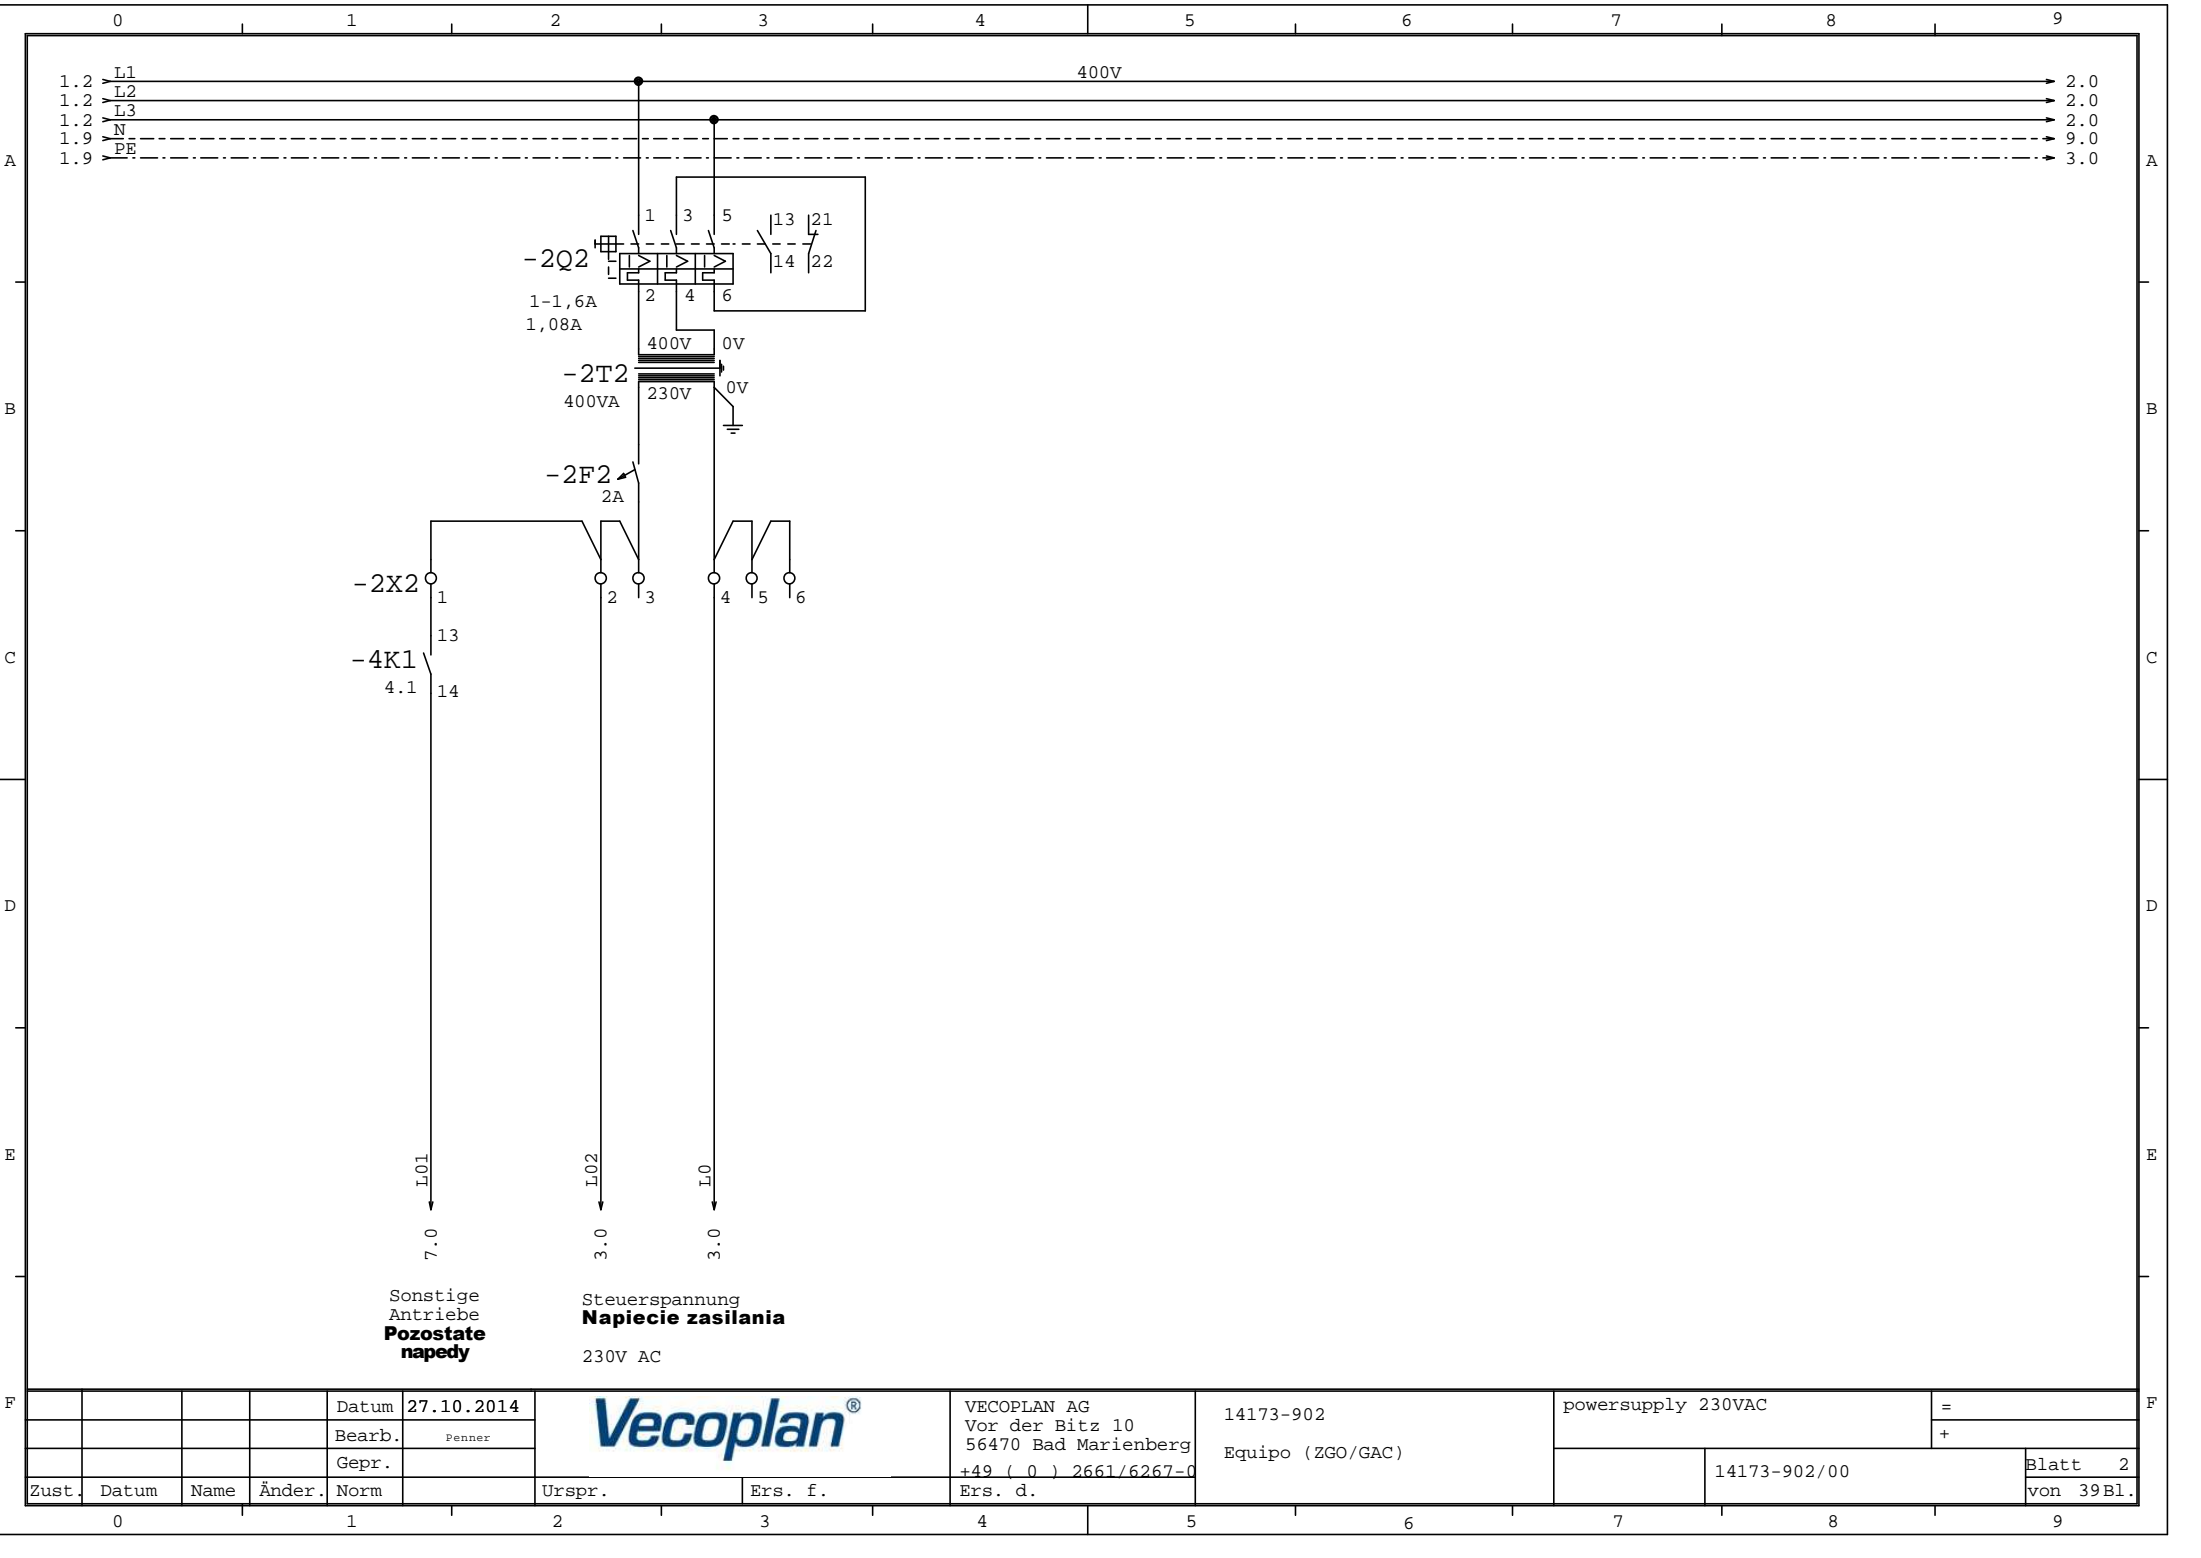 0 1 2 3 4 5 6 7 8 9
L1 400V
1.2 2.0
L2
1.2 2.0
L3
1.2 2.0
N
1.9 9.0
PE
1.9 3.0
A A
1 3 5 13 21
-2Q2 14 22
2 4 6
1-1,6A
1,08A
400V 0V
-2T2
0V
400VA 230V
B B
-2F2
2A
-2X2
1 2 3 4 5 6
13
-4K1
C C
4.1 14
D D
E E
L01 L02 L0
7.0 3.0 3.0
Sonstige
Antriebe
Pozostate
napedy
Steuerspannung
Napiecie zasilania
230V AC
F F
Datum 27.10.2014
Bearb. Penner
Gepr.
Zust. Datum Name Änder. Norm
Vecoplan®
Urspr. Ers. f. Ers. d.
VECOPLAN AG
Vor der Bitz 10
56470 Bad Marienberg
+49 ( 0 ) 2661/6267-0
14173-902
Equipo (ZGO/GAC)
powersupply 230VAC
=
+
14173-902/00
Blatt 2
von 39Bl.
0 1 2 3 4 5 6 7 8 9